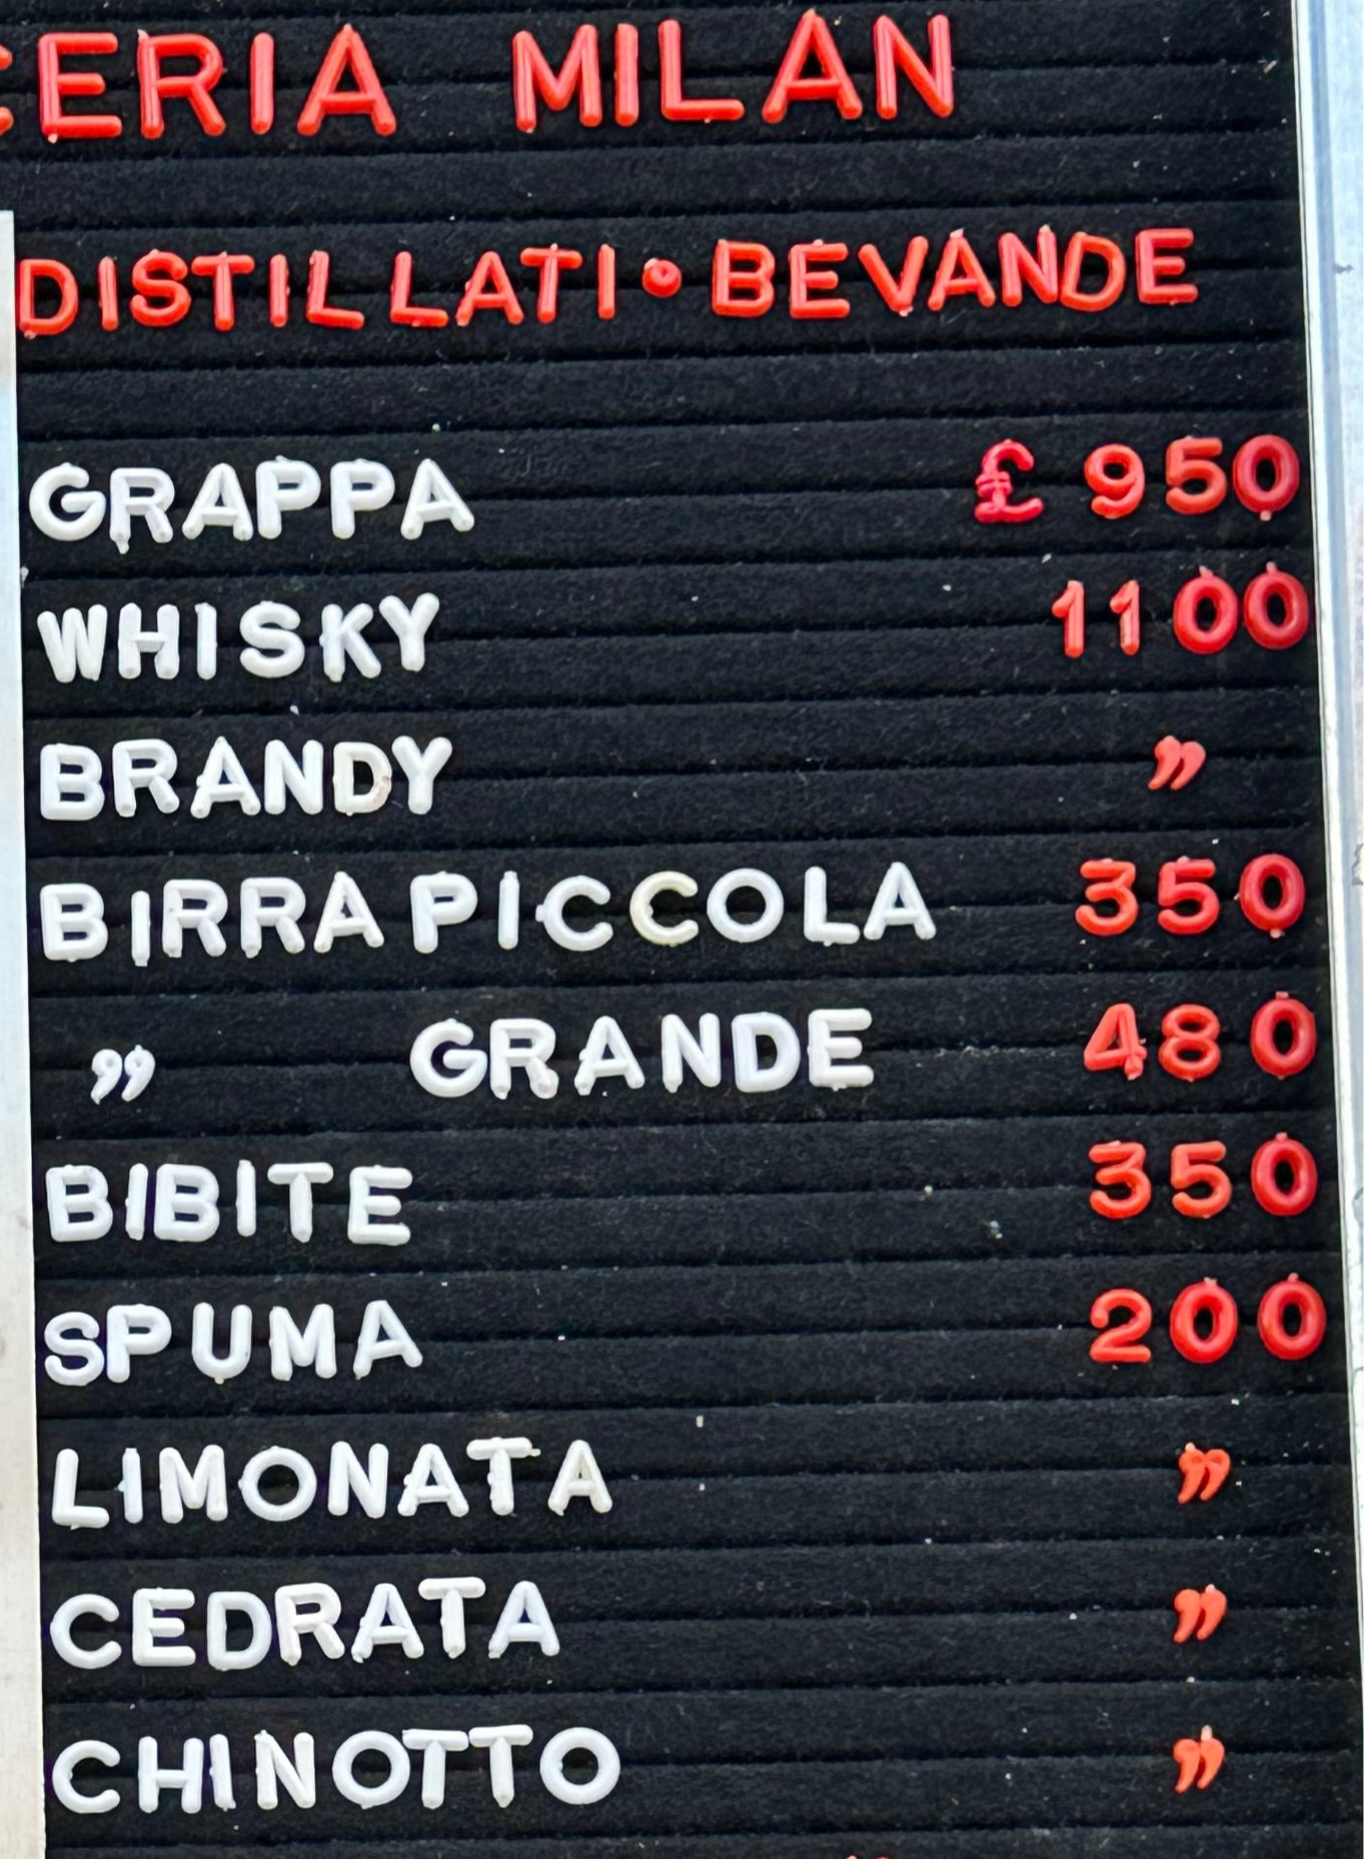 CERIA MILAN
DISTILLATI • BEVANDE
GRAPPA £ 950
WHISKY 1100
BRANDY ”
BIRRA PICCOLA 350
” GRANDE 480
BIBITE 350
SPUMA 200
LIMONATA ”
CEDRATA ”
CHINOTTO ”